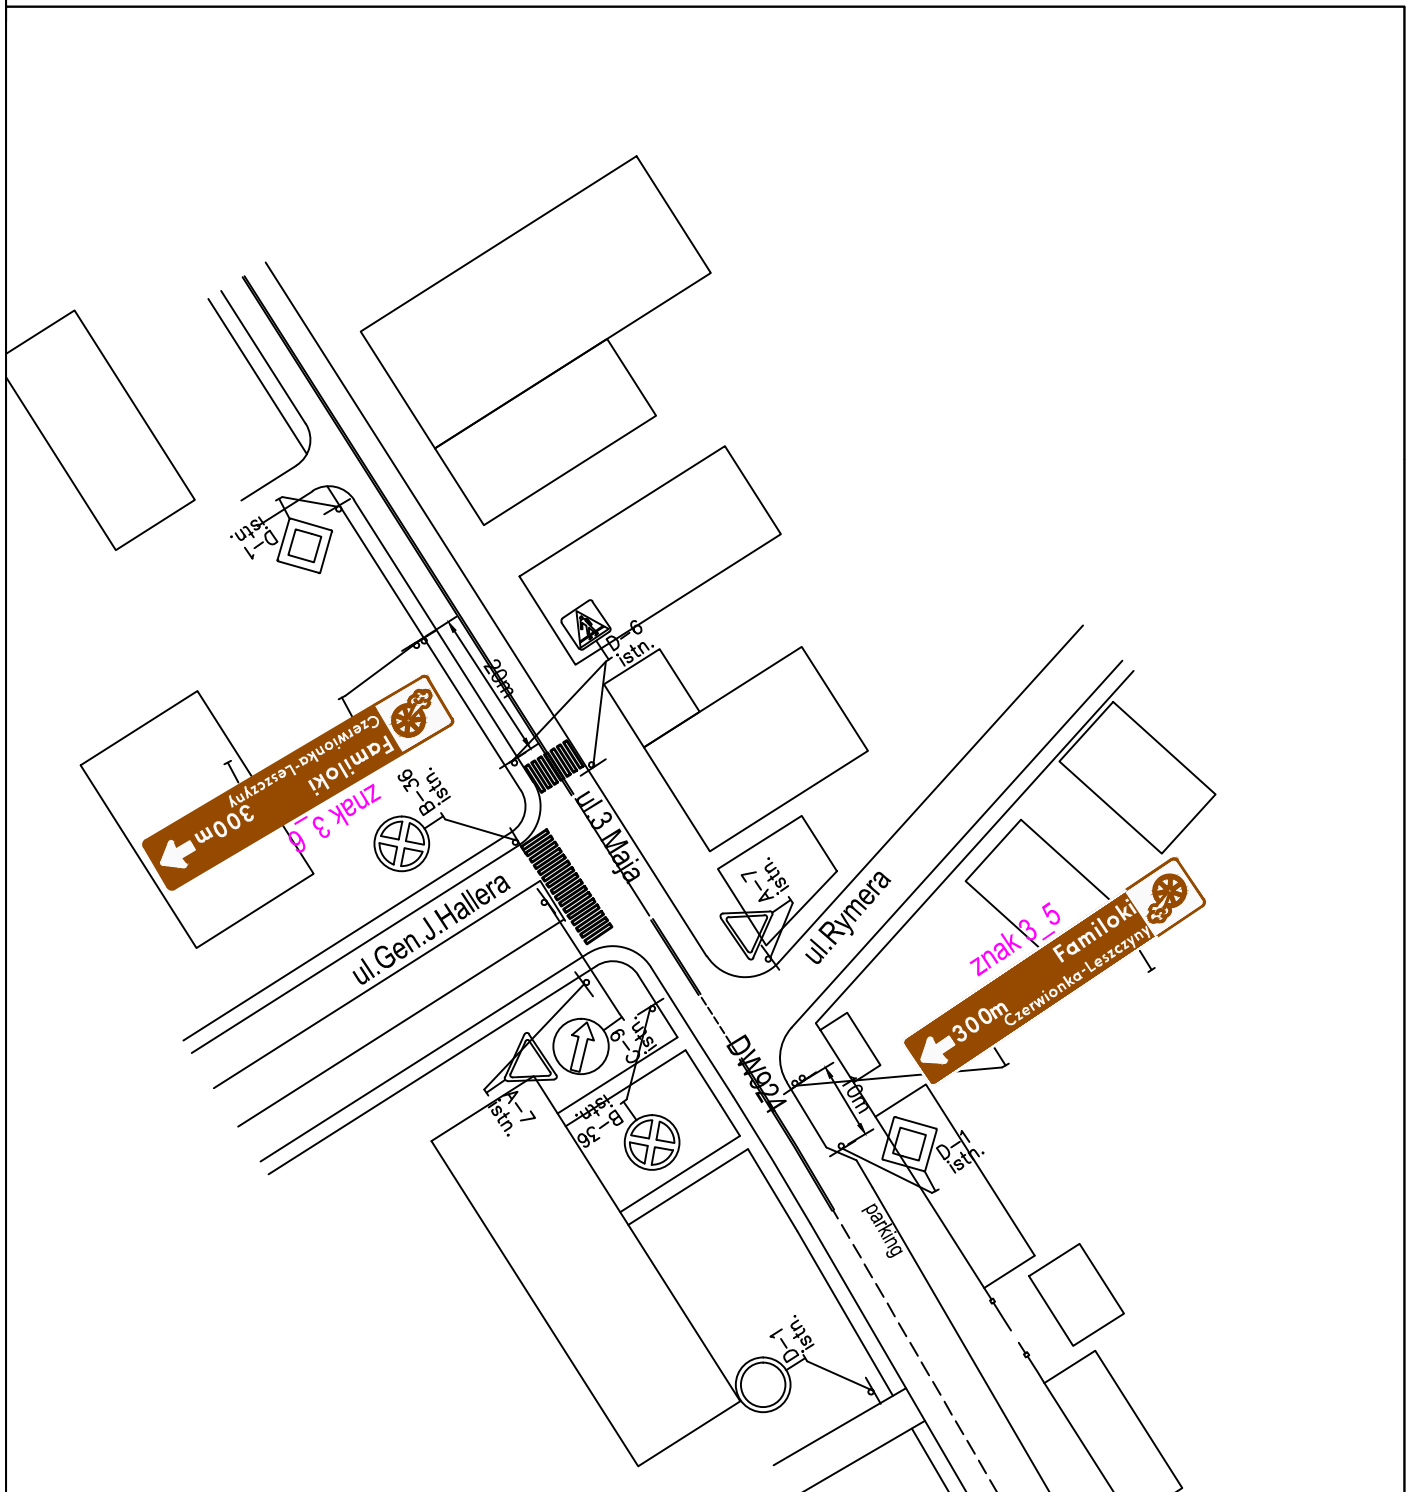 D-1
istn.
D-6
istn.
20m
Familoki
Czerwionka-Leszczyny
300m
znak 3_6
B-36
istn.
ul.3 Maja
A-7
istn.
ul.Gen.J.Hallera
ul.Rymera
znak 3_5
Familoki
Czerwionka-Leszczyny
300m
C-9
istn.
A-7
istn.
B-36
istn.
DW924
10m
D-1
istn.
parking
D-1
istn.